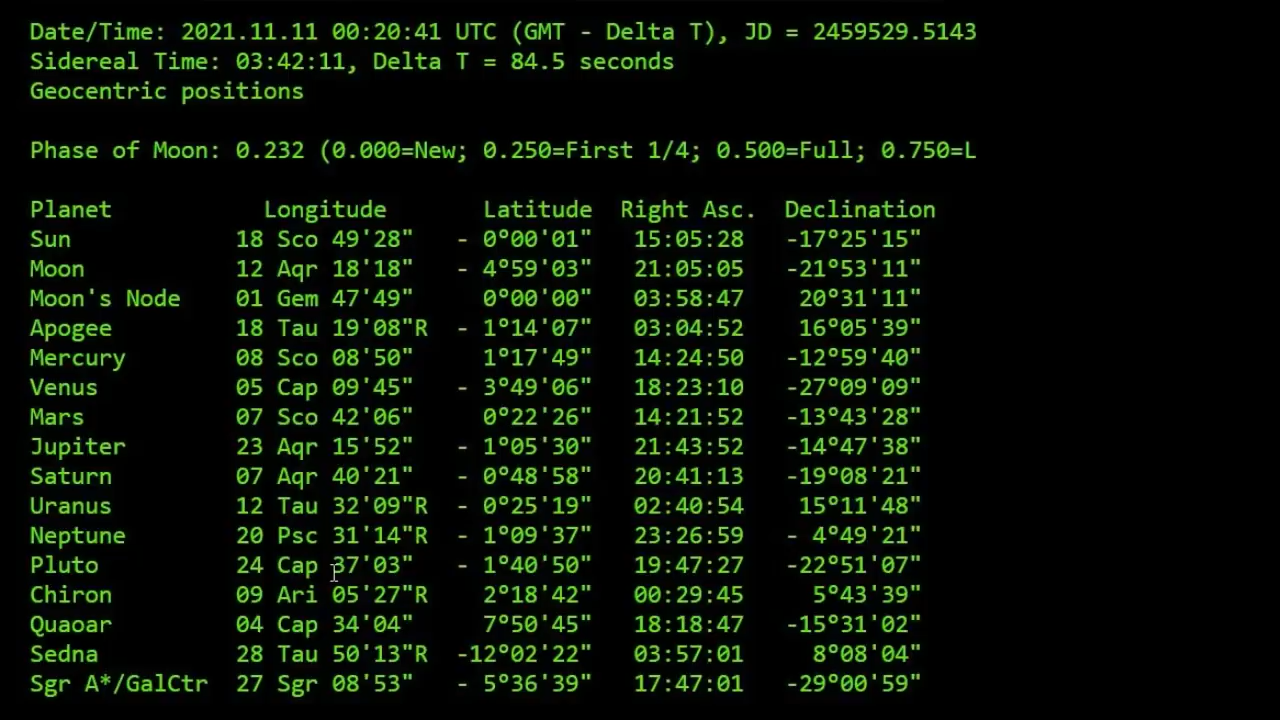 Date/Time: 2021.11.11 00:20:41 UTC (GMT - Delta T), JD = 2459529.5143
Sidereal Time: 03:42:11, Delta T = 84.5 seconds
Geocentric positions
Phase of Moon: 0.232 (0.000=New; 0.250=First 1/4; 0.500=Full; 0.750=L
Planet Longitude Latitude Right Asc. Declination
Sun 18 Sco 49'28" - 0°00'01" 15:05:28 -17°25'15"
Moon 12 Aqr 18'18" - 4°59'03" 21:05:05 -21°53'11"
Moon's Node 01 Gem 47'49" 0°00'00" 03:58:47 20°31'11"
Apogee 18 Tau 19'08"R - 1°14'07" 03:04:52 16°05'39"
Mercury 08 Sco 08'50" 1°17'49" 14:24:50 -12°59'40"
Venus 05 Cap 09'45" - 3°49'06" 18:23:10 -27°09'09"
Mars 07 Sco 42'06" 0°22'26" 14:21:52 -13°43'28"
Jupiter 23 Aqr 15'52" - 1°05'30" 21:43:52 -14°47'38"
Saturn 07 Aqr 40'21" - 0°48'58" 20:41:13 -19°08'21"
Uranus 12 Tau 32'09"R - 0°25'19" 02:40:54 15°11'48"
Neptune 20 Psc 31'14"R - 1°09'37" 23:26:59 - 4°49'21"
Pluto 24 Cap 37'03" - 1°40'50" 19:47:27 -22°51'07"
Chiron 09 Ari 05'27"R 2°18'42" 00:29:45 5°43'39"
Quaoar 04 Cap 34'04" 7°50'45" 18:18:47 -15°31'02"
Sedna 28 Tau 50'13"R -12°02'22" 03:57:01 8°08'04"
Sgr A*/GalCtr 27 Sgr 08'53" - 5°36'39" 17:47:01 -29°00'59"